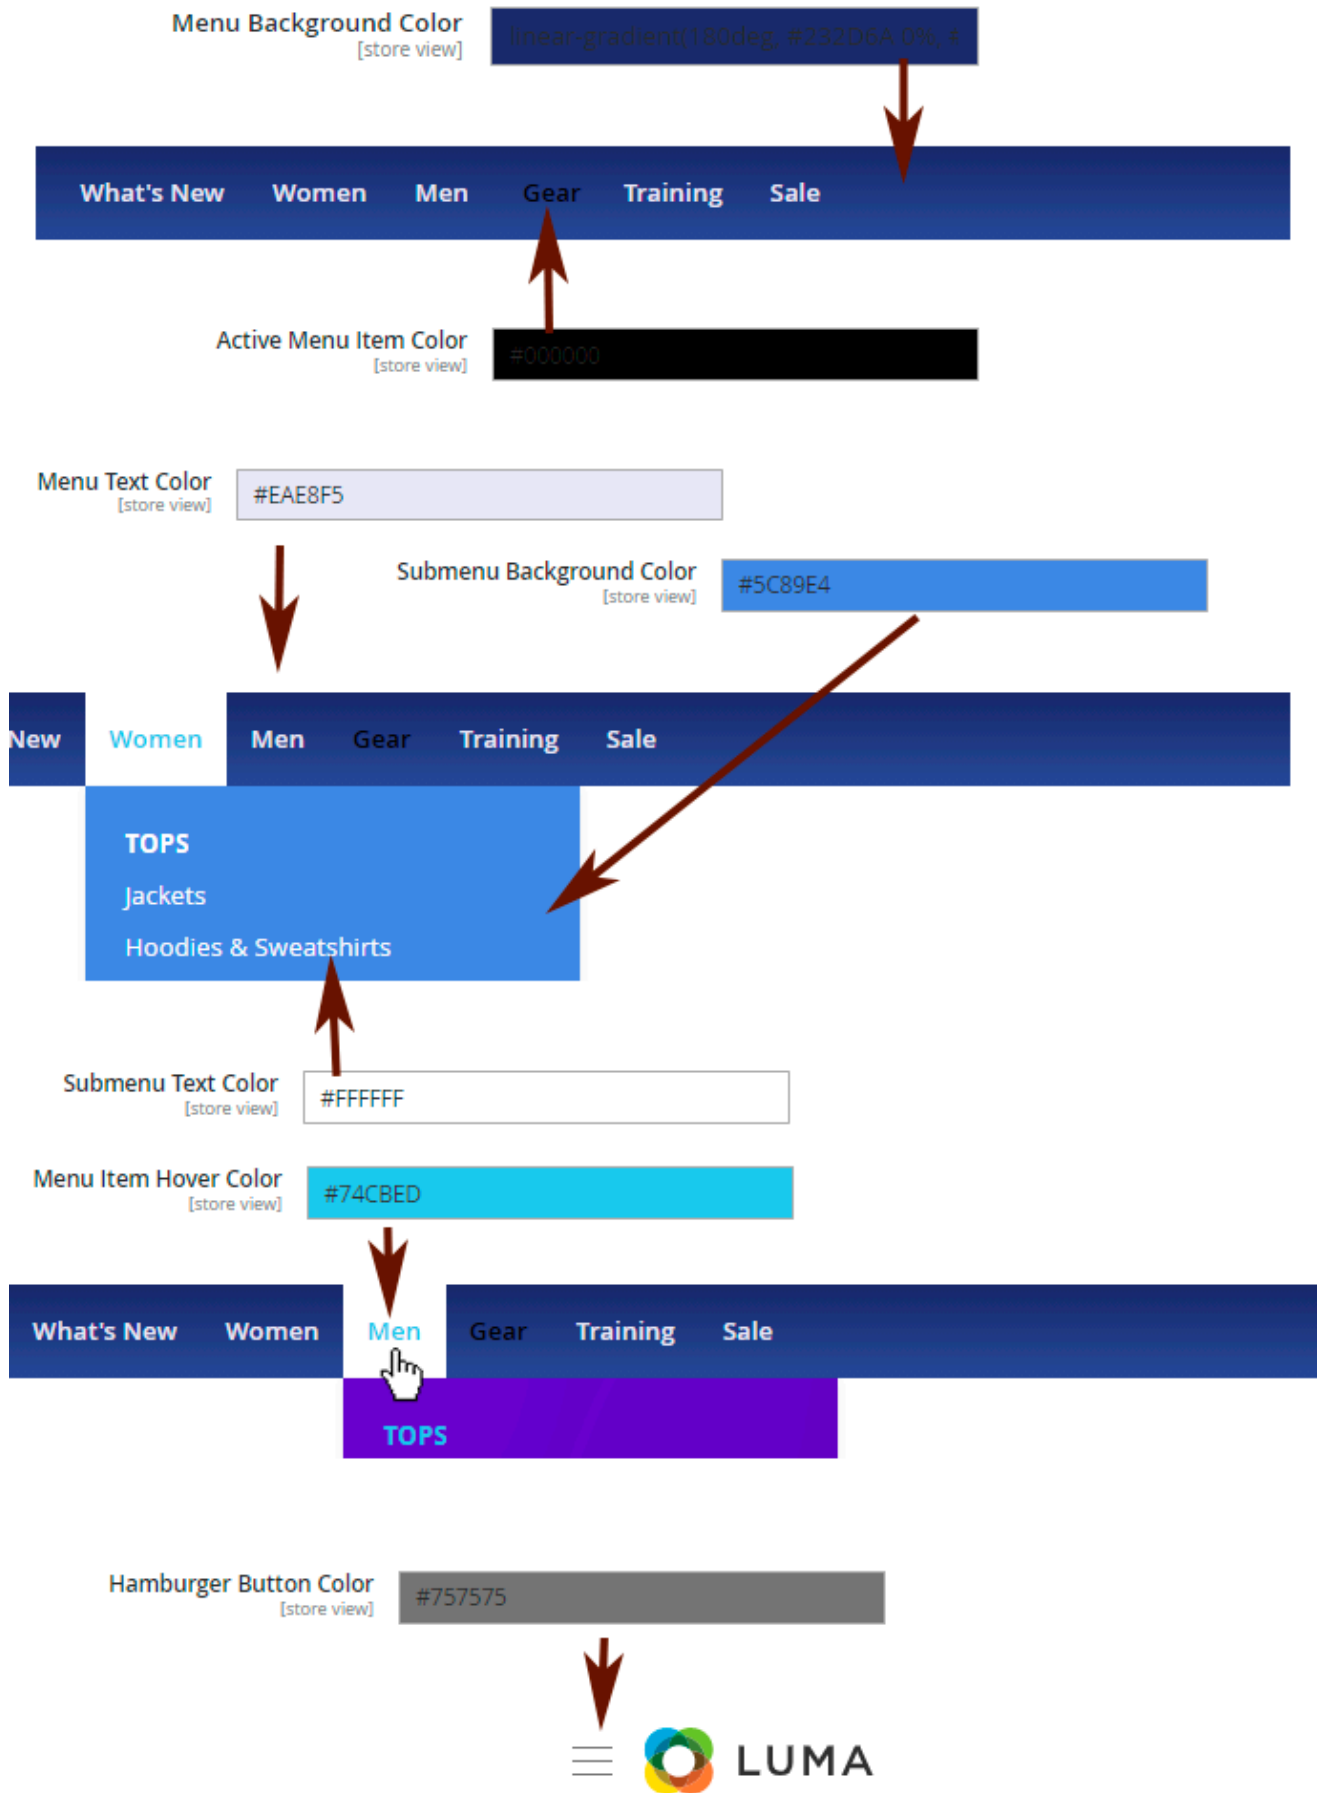 Menu Background Color
[store view]
linear-gradient(180deg, #232D6A 0%, #
What's New Women Men Gear Training Sale
Active Menu Item Color
[store view]
#000000
Menu Text Color
[store view]
#EAE8F5
Submenu Background Color
[store view]
#5C89E4
New Women Men Gear Training Sale
TOPS
Jackets
Hoodies & Sweatshirts
Submenu Text Color
[store view]
#FFFFFF
Menu Item Hover Color
[store view]
#74CBED
What's New Women Men Gear Training Sale
TOPS
Hamburger Button Color
[store view]
#757575
LUMA